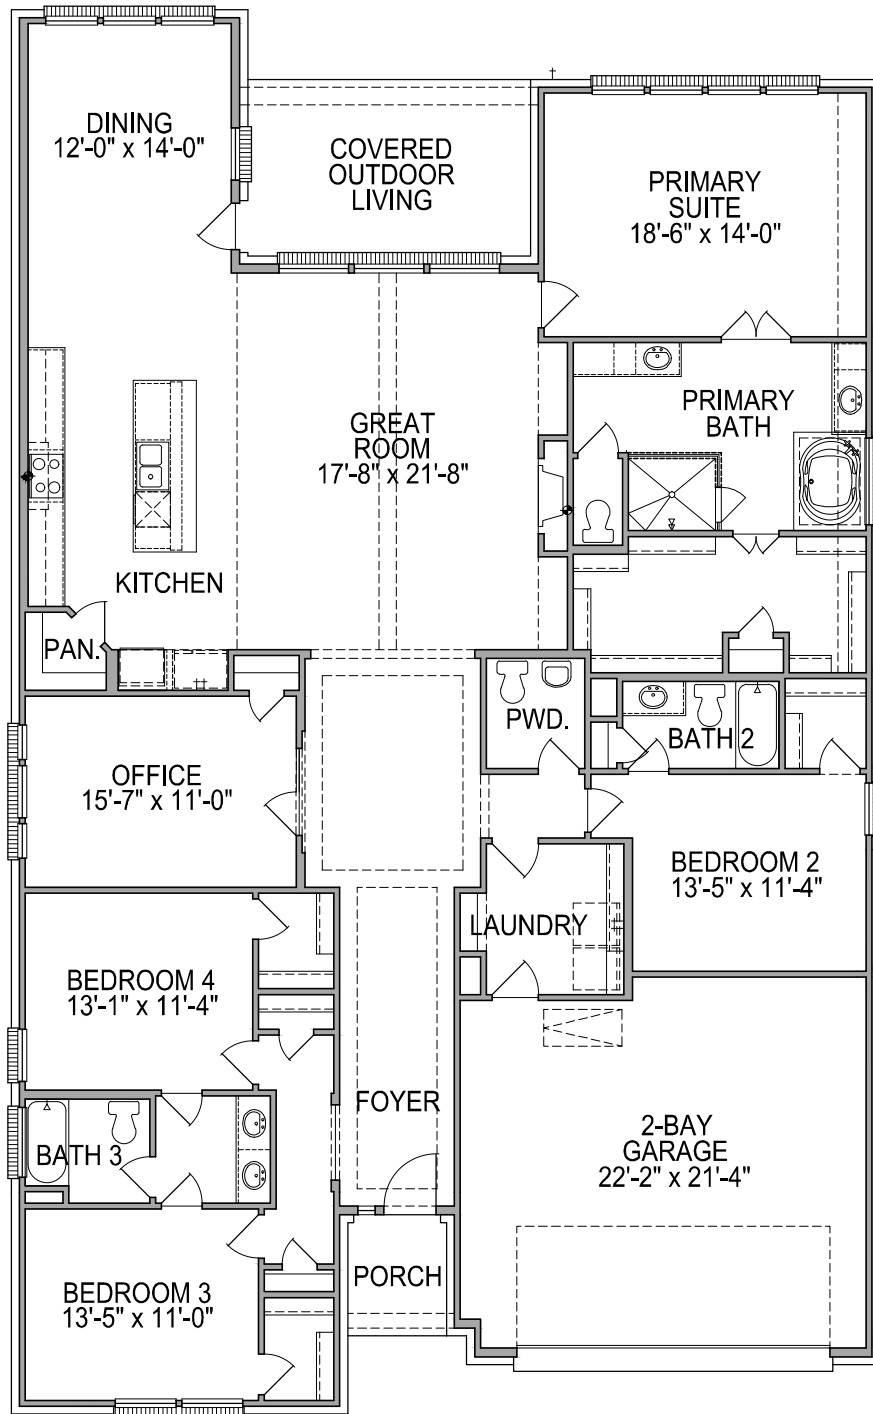 DINING
12'-0" x 14'-0"
COVERED
OUTDOOR
LIVING
PRIMARY
SUITE
18'-6" x 14'-0"
PRIMARY
BATH
GREAT
ROOM
17'-8" x 21'-8"
KITCHEN
PAN.
PWD.
BATH 2
OFFICE
15'-7" x 11'-0"
BEDROOM 2
13'-5" x 11'-4"
LAUNDRY
BEDROOM 4
13'-1" x 11'-4"
FOYER
2-BAY
GARAGE
22'-2" x 21'-4"
BATH 3
PORCH
BEDROOM 3
13'-5" x 11'-0"